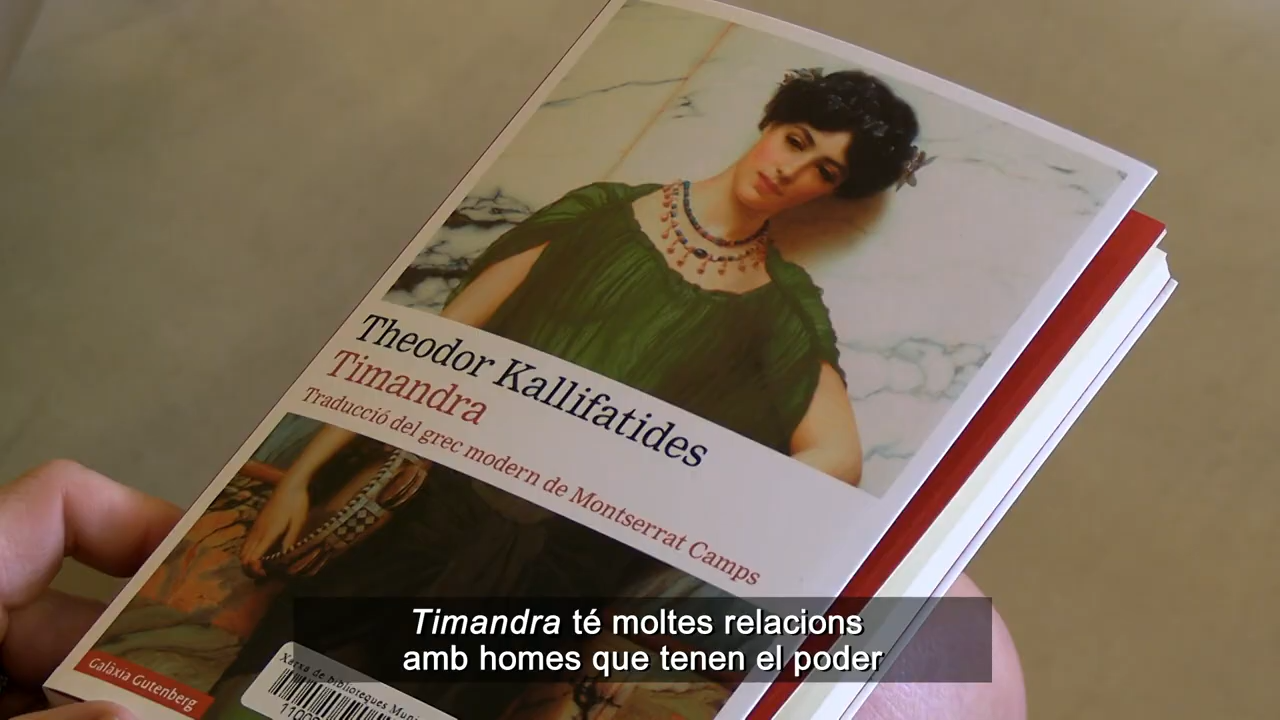 Theodor Kallifatides
Timandra
Traducció del grec modern de Montserrat Camps
Galàxia Gutenberg
Xarxa de biblioteques
Timandra té moltes relacions
amb homes que tenen el poder